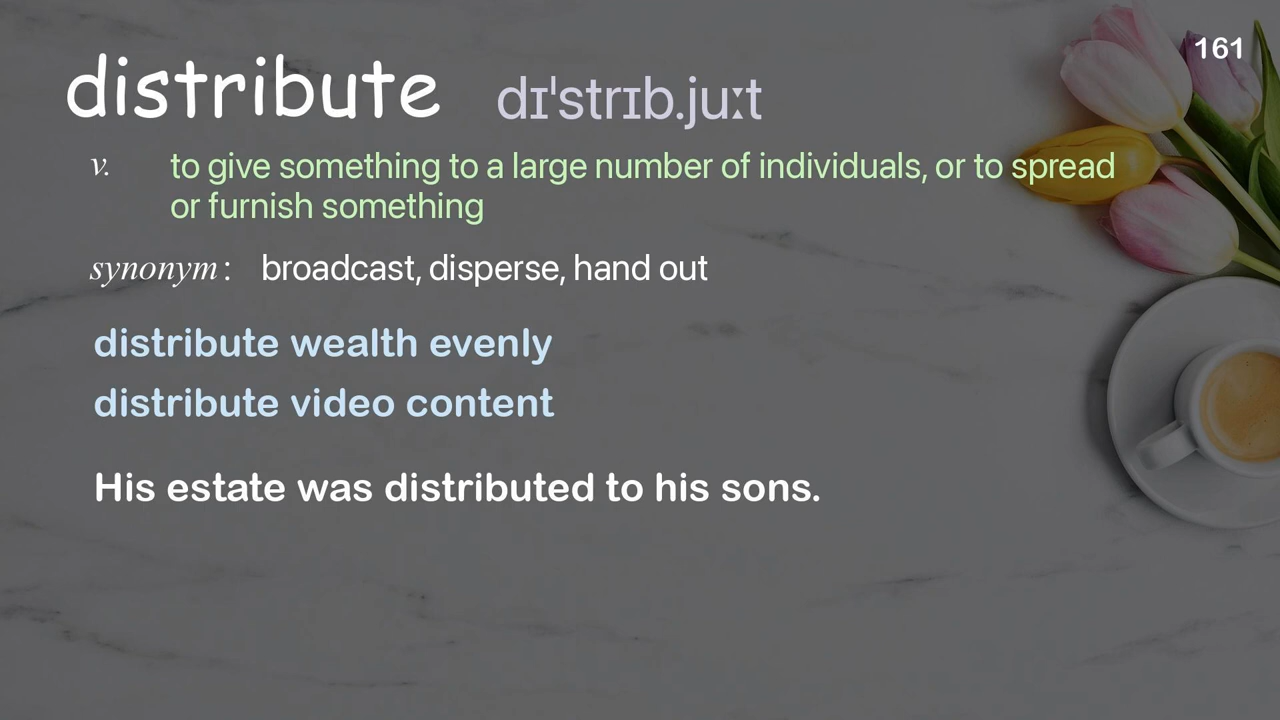 161
distribute dɪˈstrɪb.juːt
v. to give something to a large number of individuals, or to spread
or furnish something
synonym: broadcast, disperse, hand out
distribute wealth evenly
distribute video content
His estate was distributed to his sons.